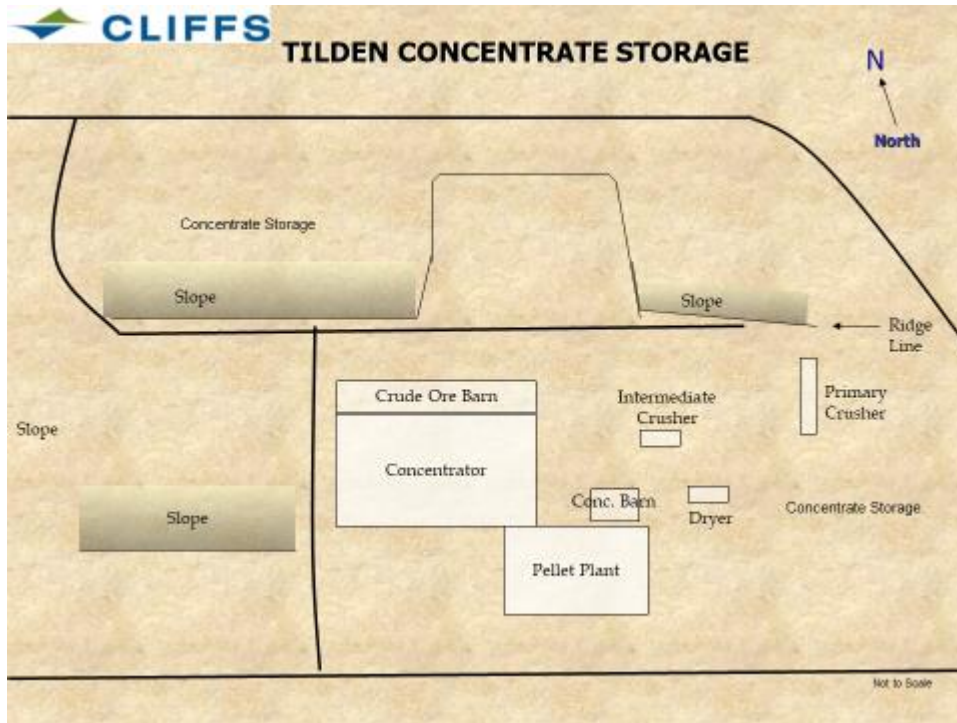 CLIFFS
TILDEN CONCENTRATE STORAGE
N
North
Concentrate Storage
Slope
Slope
Ridge
Line
Crude Ore Barn
Intermediate
Crusher
Primary
Crusher
Slope
Concentrator
Conc. Barn
Dryer
Concentrate Storage
Slope
Pellet Plant
Not to Scale